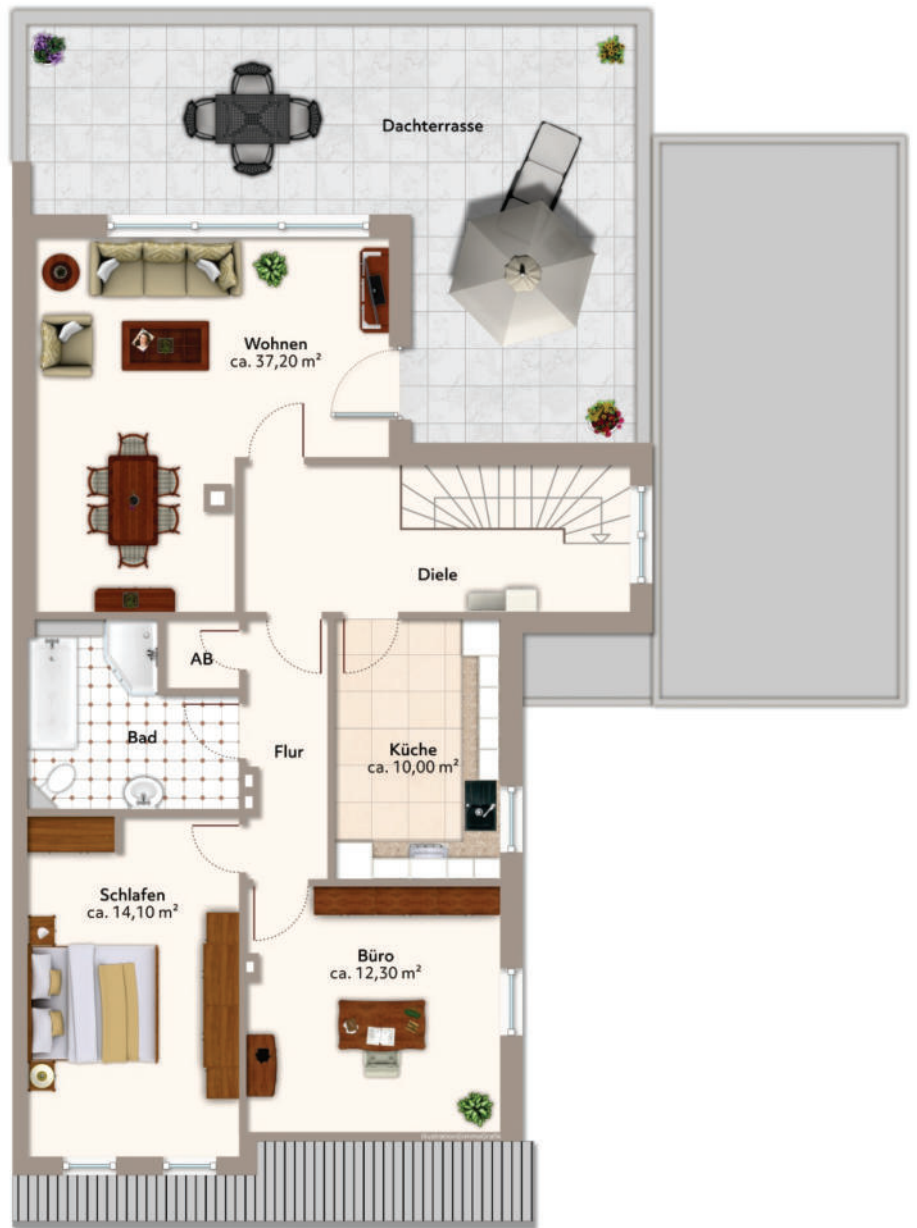 Dachterrasse
Wohnen
ca. 37,20 m²
Diele
AB
Bad
Flur
Küche
ca. 10,00 m²
Schlafen
ca. 14,10 m²
Büro
ca. 12,30 m²